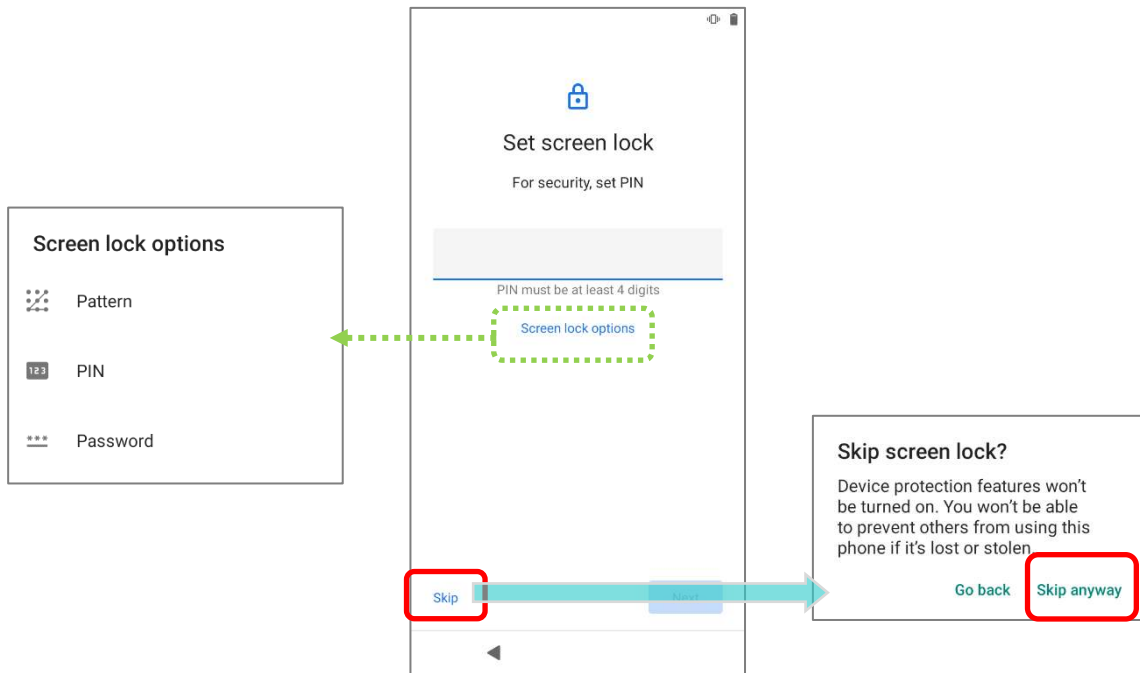 Set screen lock
For security, set PIN
PIN must be at least 4 digits
Screen lock options
Skip
Next
Screen lock options
Pattern
123
PIN
***
Password
Skip screen lock?
Device protection features won't
be turned on. You won't be able
to prevent others from using this
phone if it's lost or stolen.
Go back
Skip anyway